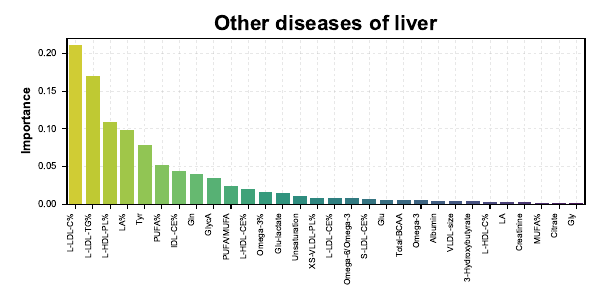 Other diseases of liver
Importance
0.20
0.15
0.10
0.05
0.00
L-LDL-C%
L-LDL-TG%
L-HDL-PL%
LA%
Tyr
PUFA%
IDL-CE%
Gln
GlycA
PUFA/MUFA
L-HDL-CE%
Omega-3%
Glu-lactate
Unsaturation
XS-VLDL-PL%
L-LDL-CE%
Omega-6/Omega-3
S-LDL-CE%
Glu
Total-BCAA
Omega-3
Albumin
VLDL-size
3-Hydroxybutyrate
L-HDL-C%
LA
Creatinine
MUFA%
Citrate
Gly